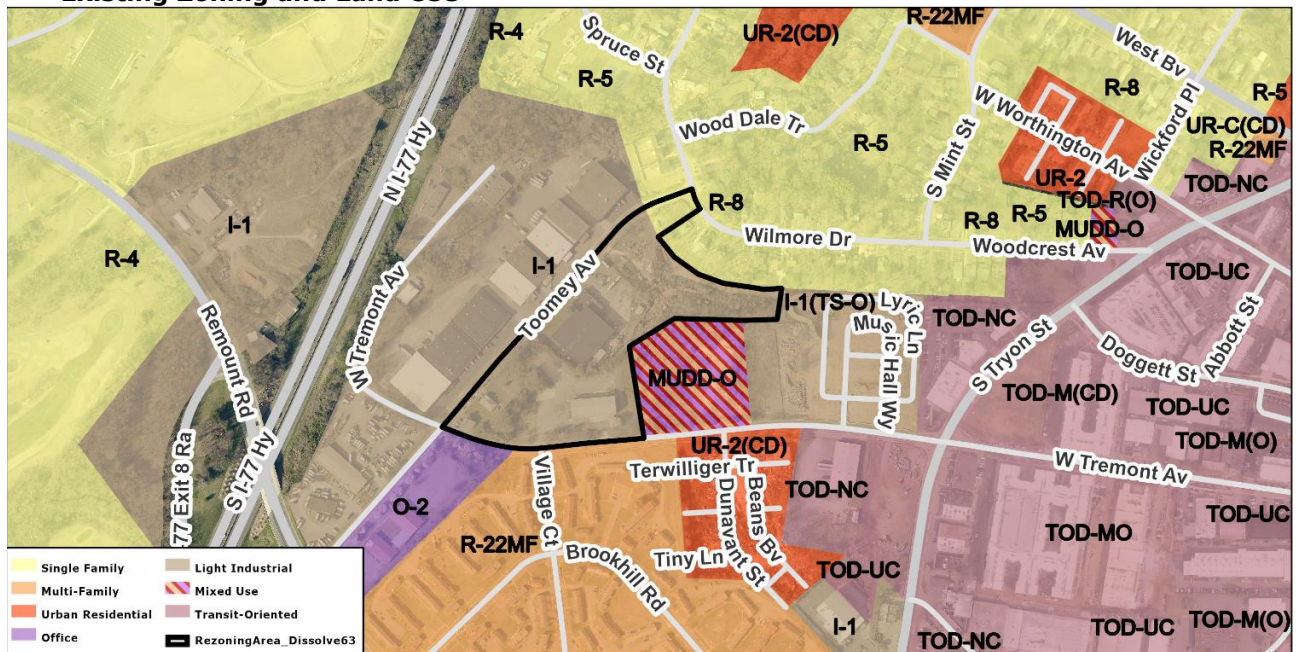 Existing Zoning and Land Use
R-4
Spruce St
UR-2(CD)
R-22MF
West Bv
R-5
R-8
R-5
Wood Dale Tr
W Worthington Av
Wickford Pl
UR-C(CD)
R-22MF
N I-77 Hy
R-5
S Mint St
UR-2
TOD-NC
R-8
TOD-R(O)
I-1
R-8
R-5
MUDD-O
Wilmore Dr
Woodcrest Av
R-4
I-1
Toomey Av
TOD-UC
W Tremont Av
I-1(TS-O)
Lyric Ln
Music Hall Wy
TOD-NC
S Tryon St
Abbott St
Remount Rd
Doggett St
MUDD-O
TOD-M(CD)
TOD-UC
TOD-M(O)
S I-77 Hy
-77 Exit 8 Ra
UR-2(CD)
W Tremont Av
Terwilliger Tr
Village Ct
Dunavant St
Beans Bv
TOD-NC
O-2
TOD-UC
R-22MF
TOD-MO
Brookhill Rd
Tiny Ln
TOD-UC
I-1
TOD-NC
TOD-UC
TOD-M(O)
Single Family
Light Industrial
Multi-Family
Mixed Use
Urban Residential
Transit-Oriented
Office
RezoningArea_Dissolve63